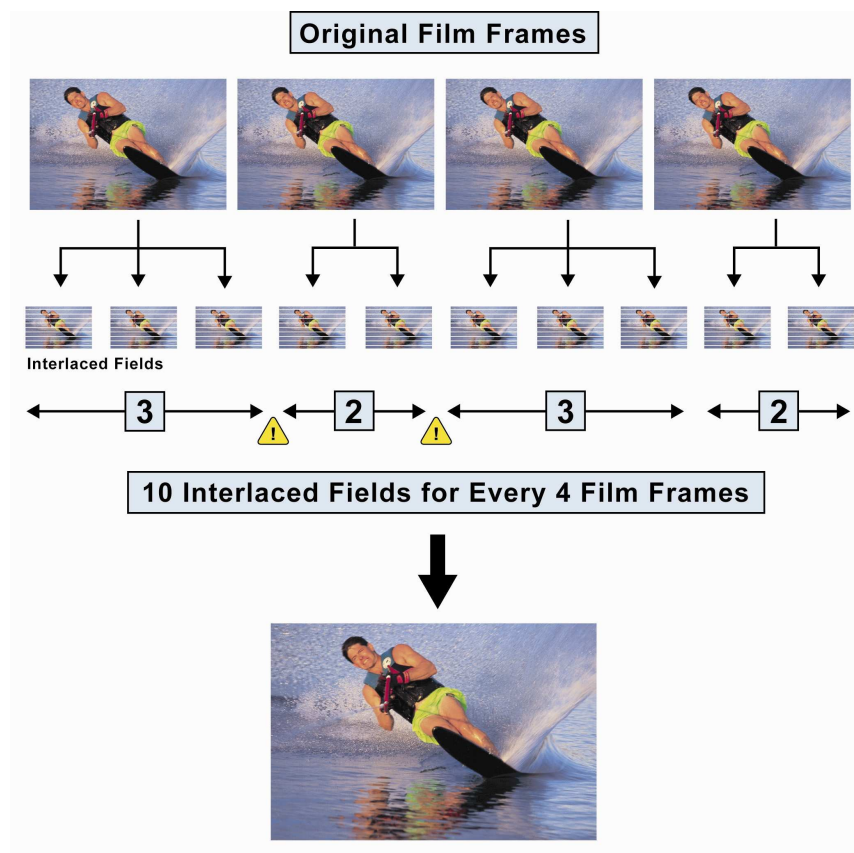 Original Film Frames
Interlaced Fields
3 2 3 2
! !
10 Interlaced Fields for Every 4 Film Frames